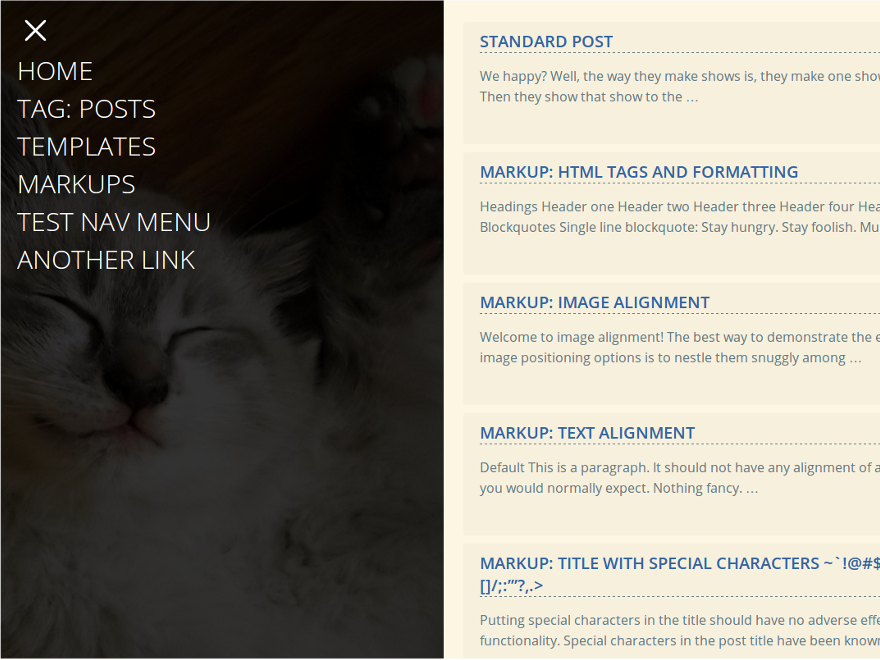 HOME
TAG: POSTS
TEMPLATES
MARKUPS
TEST NAV MENU
ANOTHER LINK
STANDARD POST
We happy? Well, the way they make shows is, they make one
Then they show that show to the …
MARKUP: HTML TAGS AND FORMATTING
Headings Header one Header two Header three Header four
Blockquotes Single line blockquote: Stay hungry. Stay foolish.
MARKUP: IMAGE ALIGNMENT
Welcome to image alignment! The best way to demonstrate the
image positioning options is to nestle them snuggly among …
MARKUP: TEXT ALIGNMENT
Default This is a paragraph. It should not have any alignment of
you would normally expect. Nothing fancy. …
MARKUP: TITLE WITH SPECIAL CHARACTERS ~`!@#$
[]/;:'"?,.>
Putting special characters in the title should have no adverse
functionality. Special characters in the post title have been